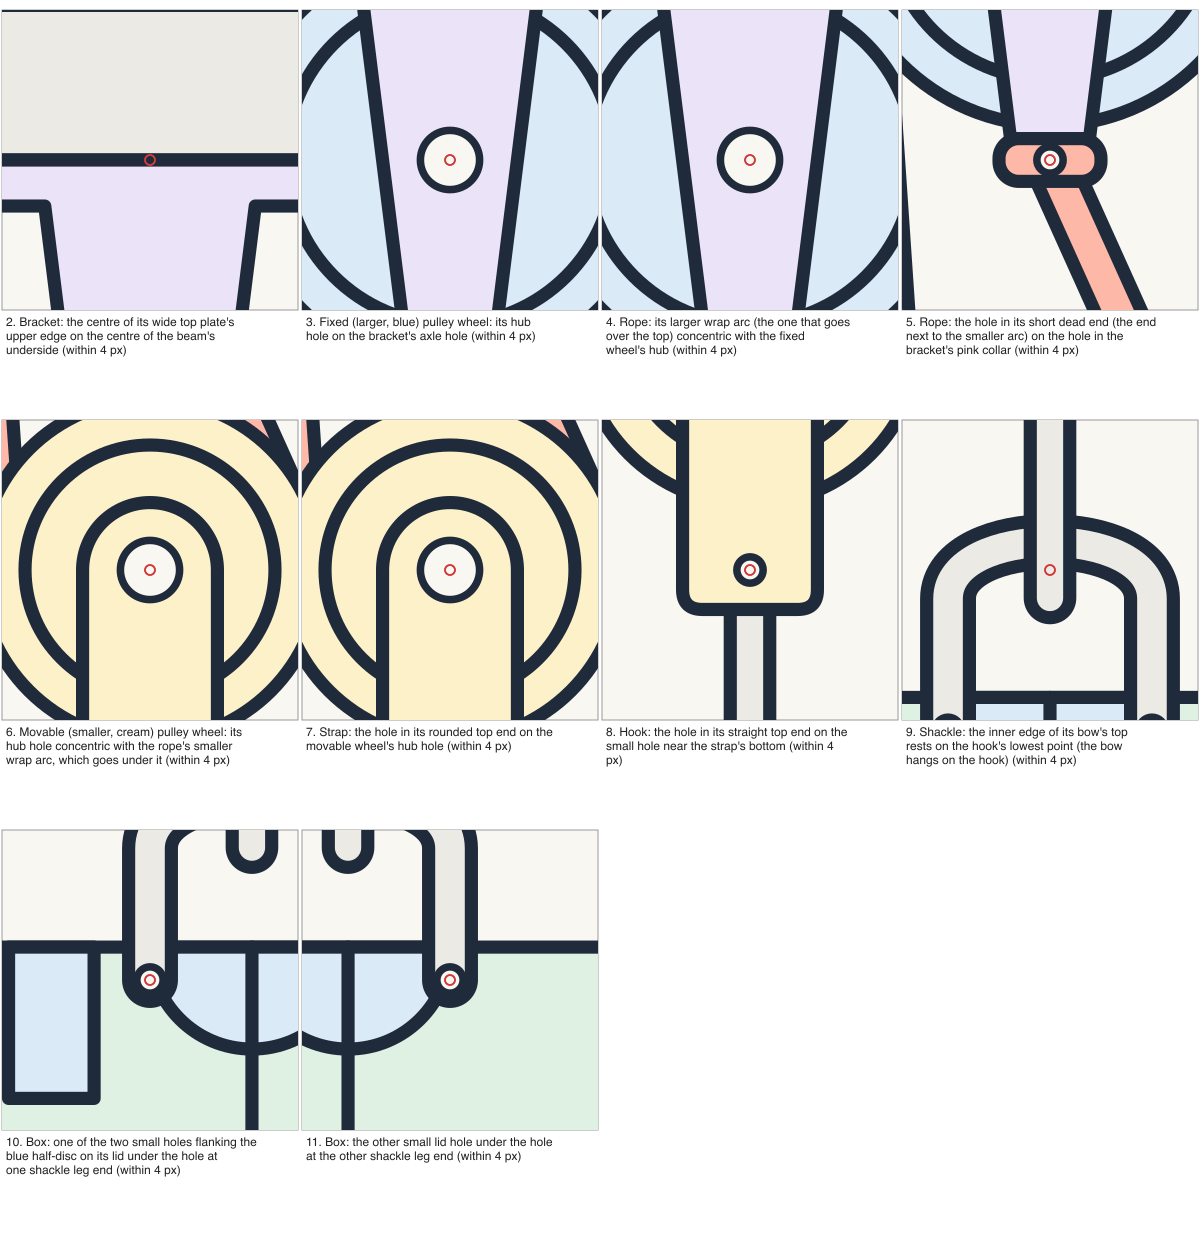 2. Bracket: the centre of its wide top plate's
upper edge on the centre of the beam's
underside (within 4 px)
3. Fixed (larger, blue) pulley wheel: its hub
hole on the bracket's axle hole (within 4 px)
4. Rope: its larger wrap arc (the one that goes
over the top) concentric with the fixed
wheel's hub (within 4 px)
5. Rope: the hole in its short dead end (the end
next to the smaller arc) on the hole in the
bracket's pink collar (within 4 px)
6. Movable (smaller, cream) pulley wheel: its
hub hole concentric with the rope's smaller
wrap arc, which goes under it (within 4 px)
7. Strap: the hole in its rounded top end on the
movable wheel's hub hole (within 4 px)
8. Hook: the hole in its straight top end on the
small hole near the strap's bottom (within 4
px)
9. Shackle: the inner edge of its bow's top
rests on the hook's lowest point (the bow
hangs on the hook) (within 4 px)
10. Box: one of the two small holes flanking the
blue half-disc on its lid under the hole at
one shackle leg end (within 4 px)
11. Box: the other small lid hole under the hole
at the other shackle leg end (within 4 px)